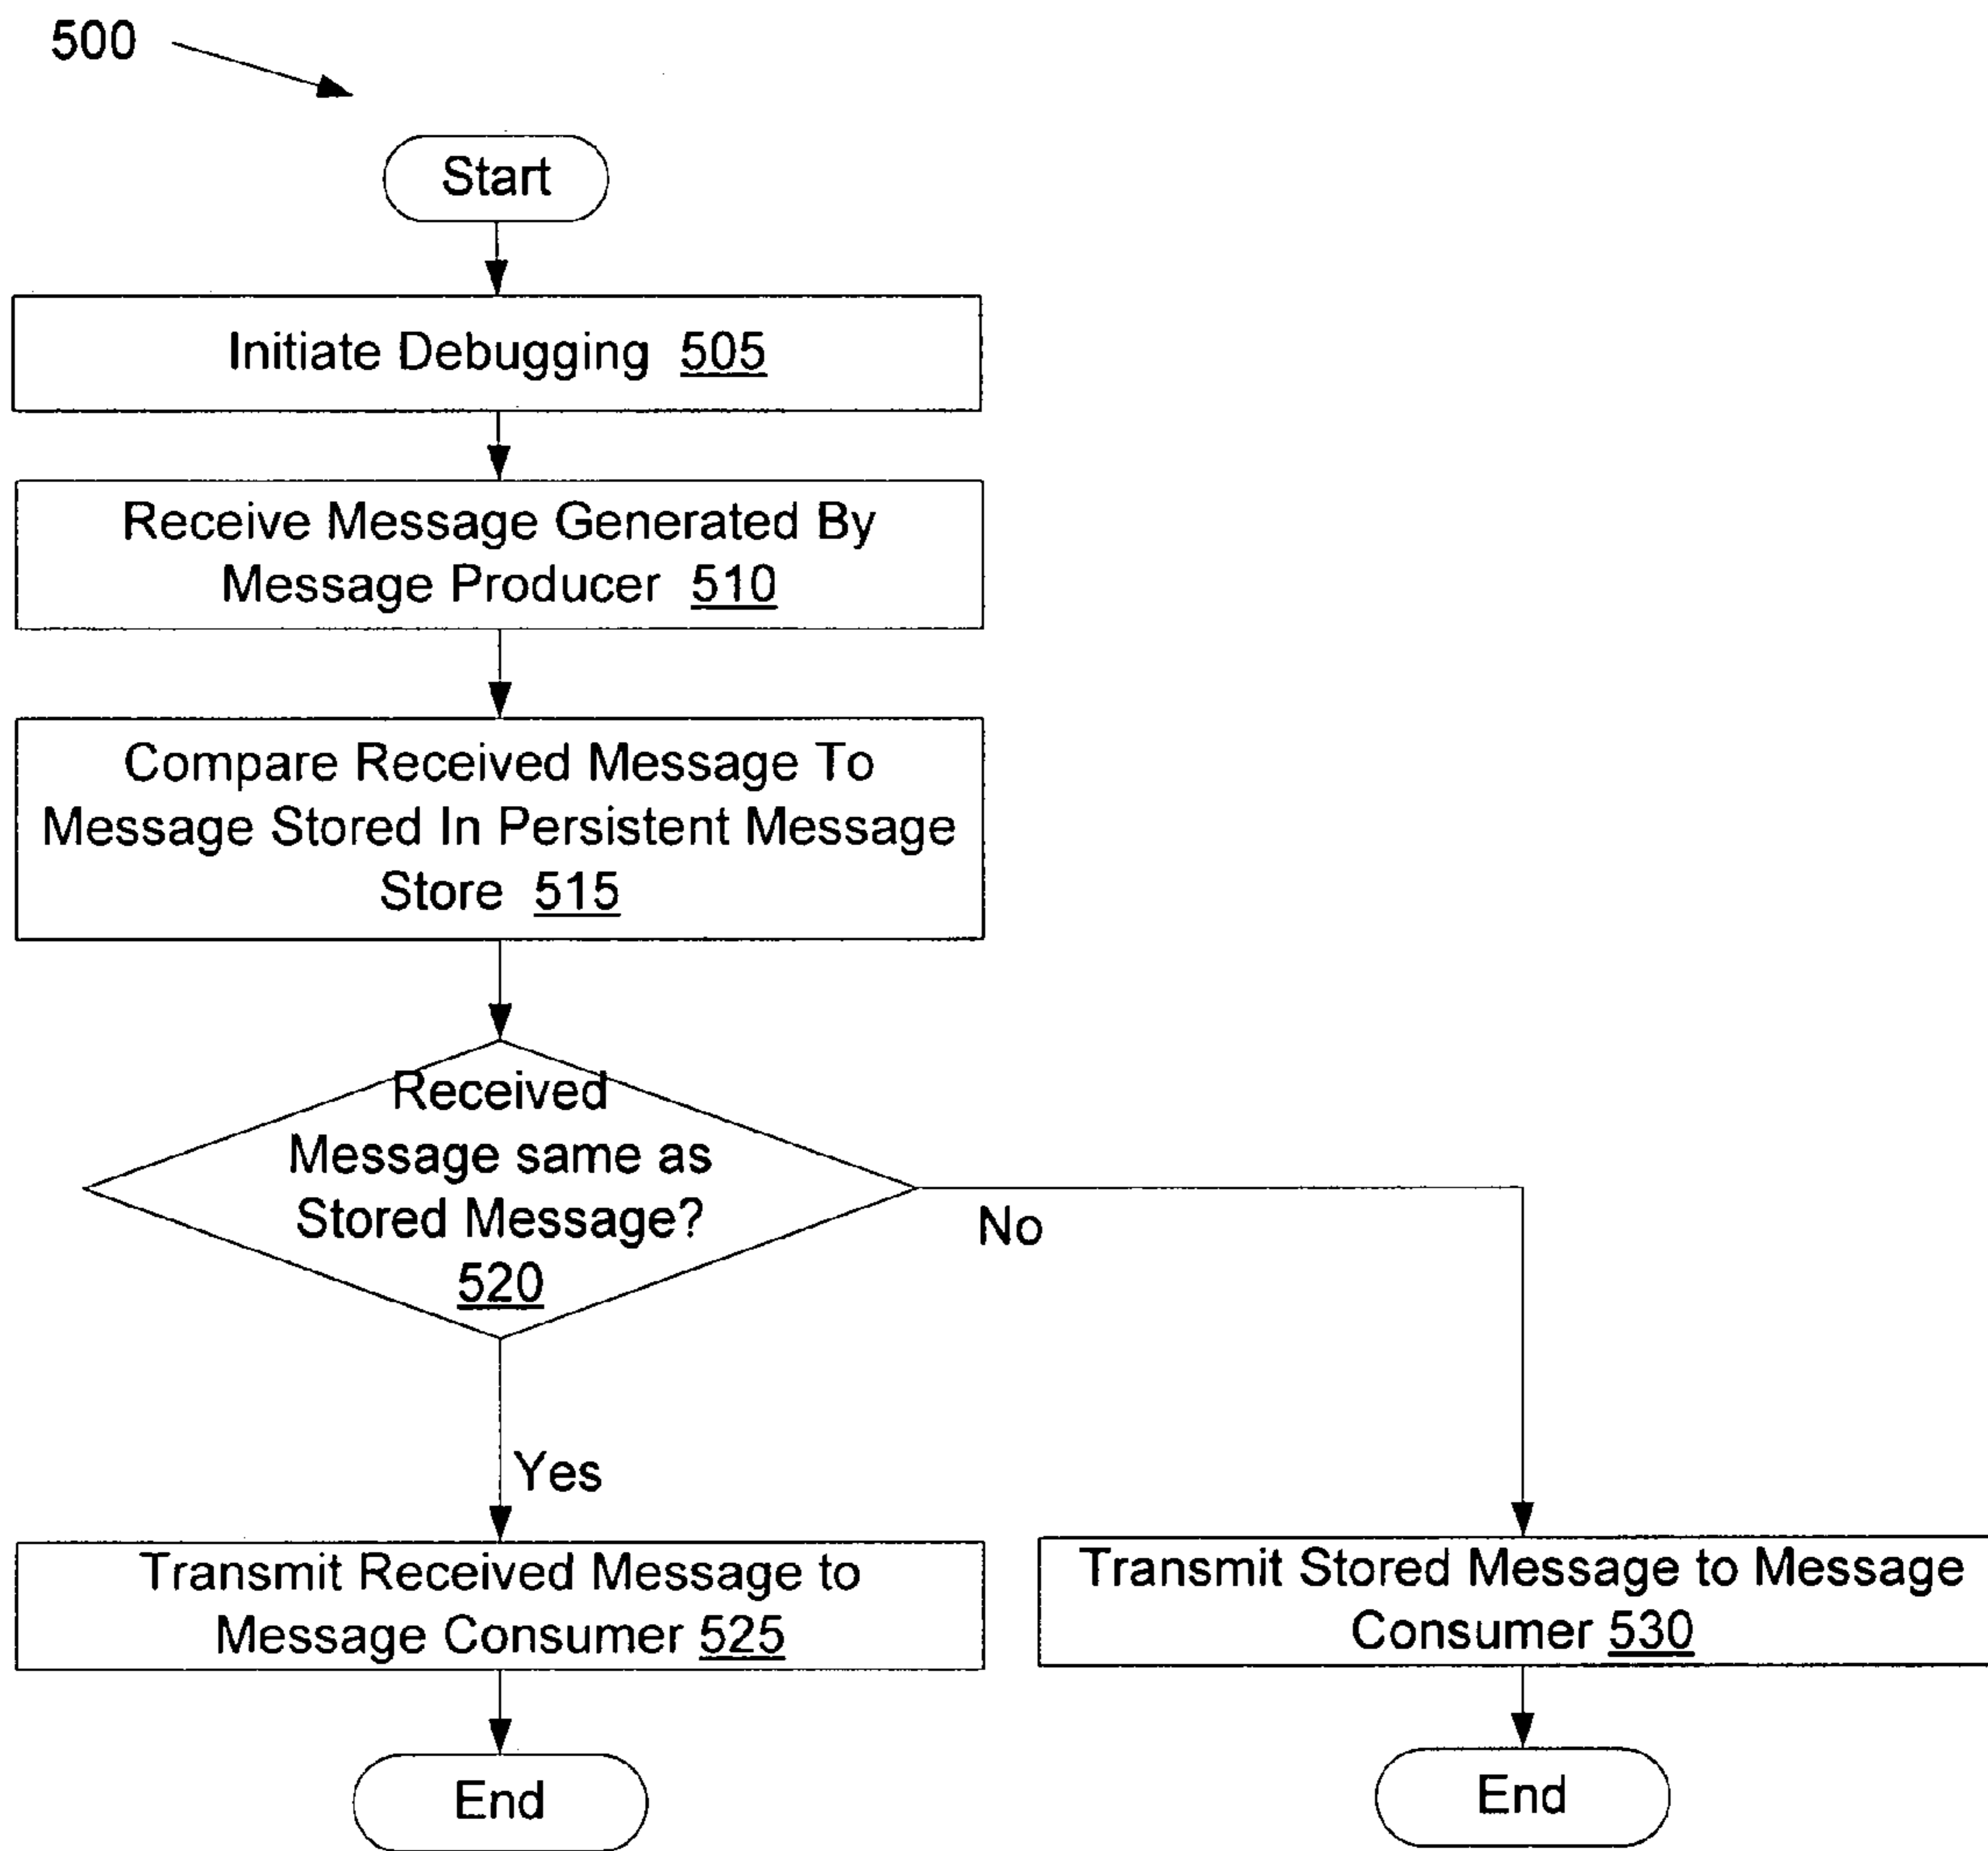 500
Start
Initiate Debugging 505
Receive Message Generated By
Message Producer 510
Compare Received Message To
Message Stored In Persistent Message
Store 515
Received
Message same as
Stored Message?
520
No
Yes
Transmit Received Message to
Message Consumer 525
Transmit Stored Message to Message
Consumer 530
End
End